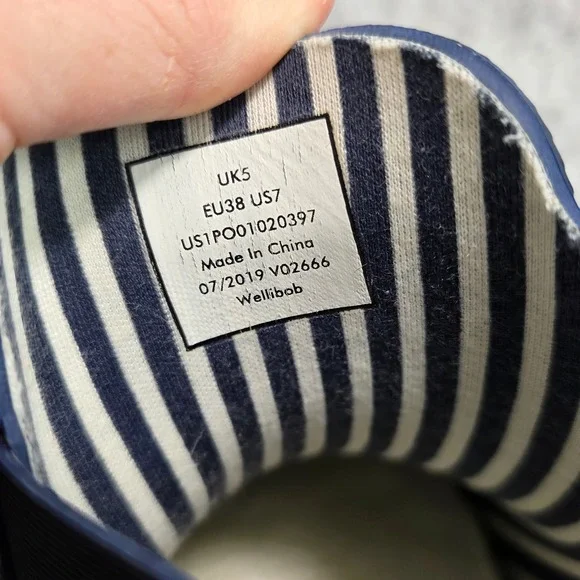 UK5
EU38 US7
US1PO01020397
Made In China
07/2019 V02666
Wellibob